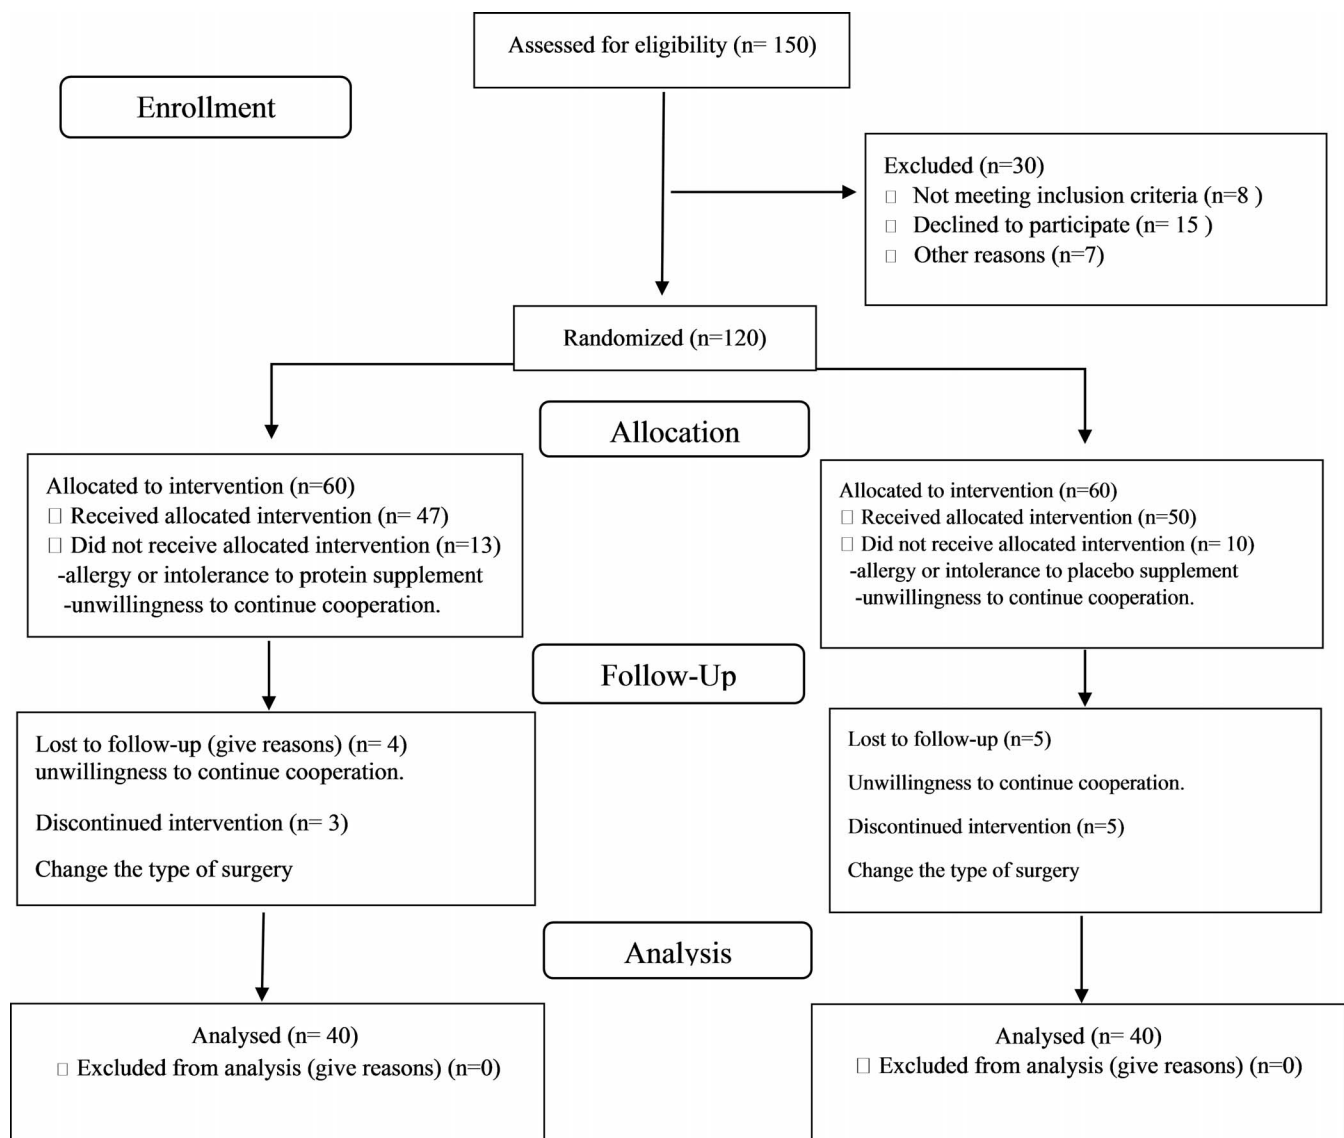 Assessed for eligibility (n= 150)
Enrollment
Excluded (n=30)
□ Not meeting inclusion criteria (n=8 )
□ Declined to participate (n= 15 )
□ Other reasons (n=7)
Randomized (n=120)
Allocation
Allocated to intervention (n=60)
□ Received allocated intervention (n= 47)
□ Did not receive allocated intervention (n=13)
-allergy or intolerance to protein supplement
-unwillingness to continue cooperation.
Allocated to intervention (n=60)
□ Received allocated intervention (n=50)
□ Did not receive allocated intervention (n= 10)
-allergy or intolerance to placebo supplement
-unwillingness to continue cooperation.
Follow-Up
Lost to follow-up (give reasons) (n= 4)
unwillingness to continue cooperation.
Discontinued intervention (n= 3)
Change the type of surgery
Lost to follow-up (n=5)
Unwillingness to continue cooperation.
Discontinued intervention (n=5)
Change the type of surgery
Analysis
Analysed (n= 40)
□ Excluded from analysis (give reasons) (n=0)
Analysed (n= 40)
□ Excluded from analysis (give reasons) (n=0)